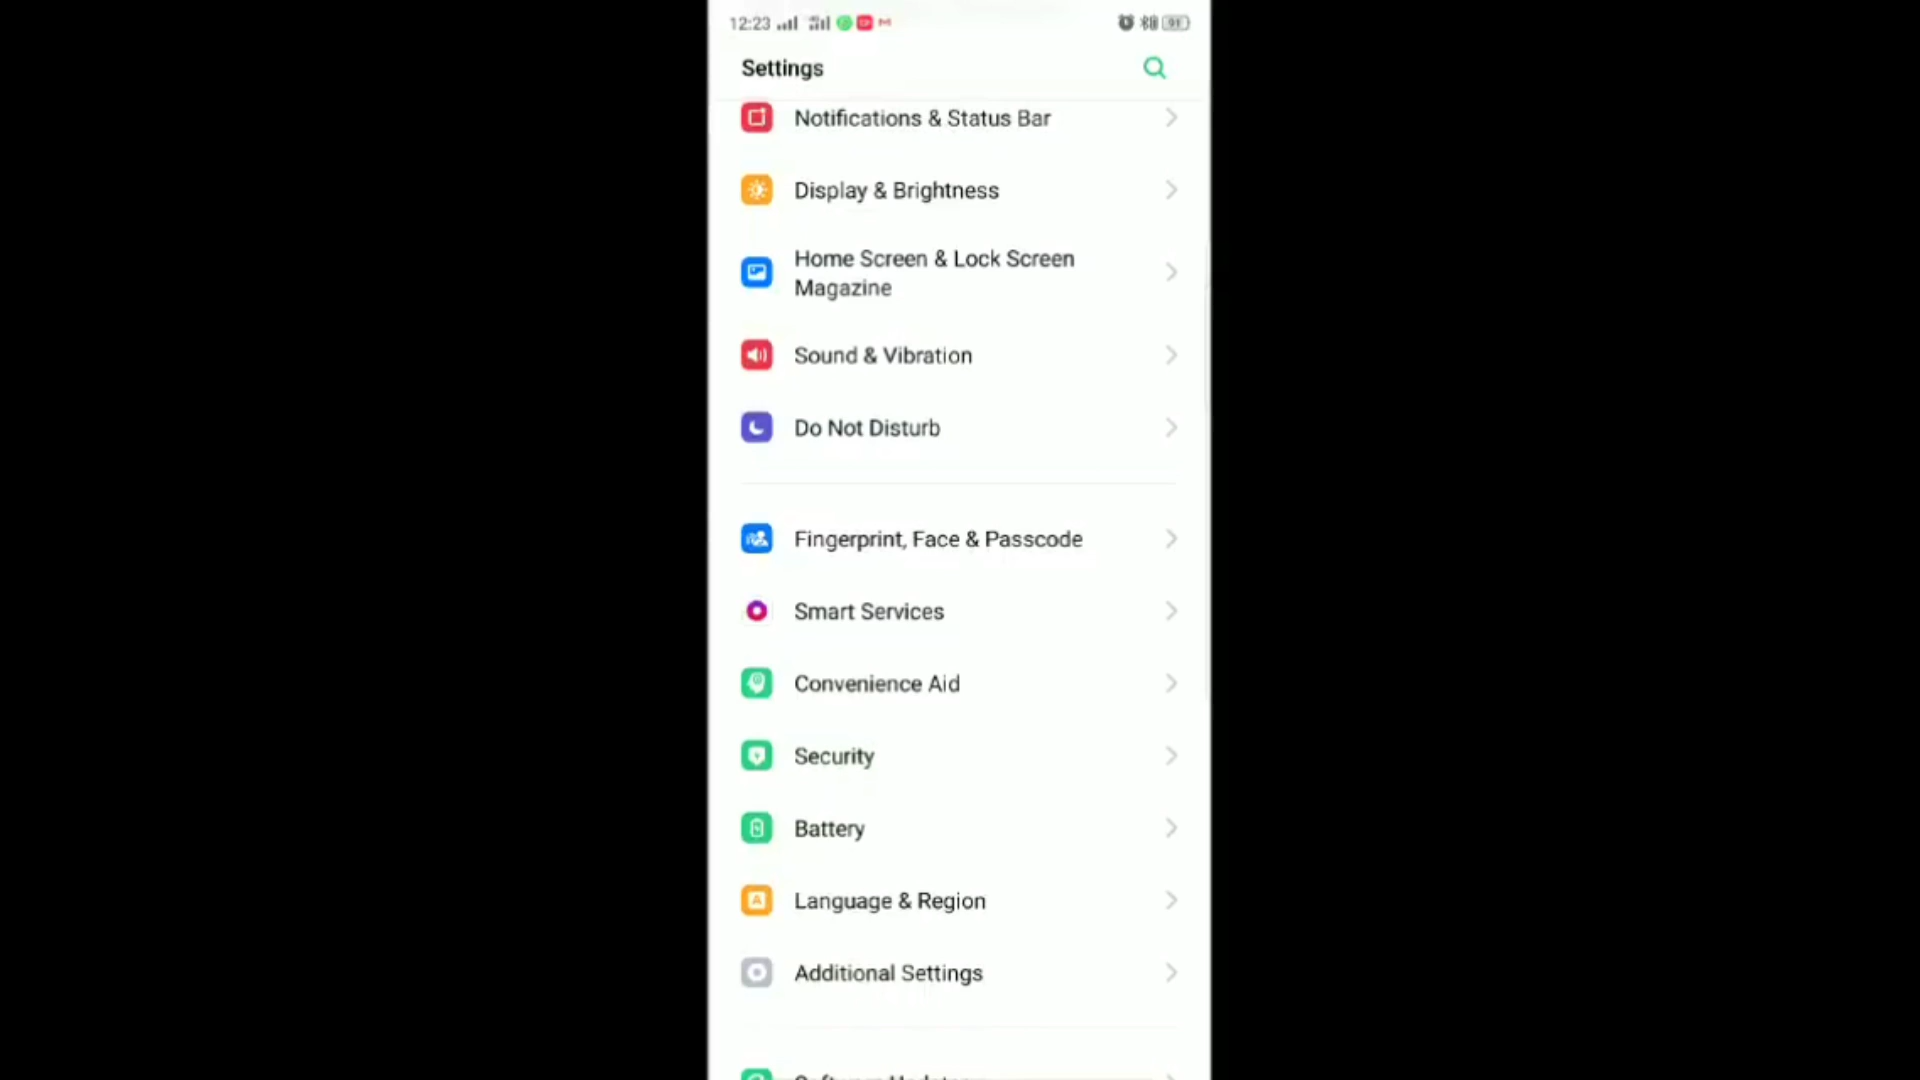 12:23
91
Settings
Notifications & Status Bar
Display & Brightness
Home Screen & Lock Screen
Magazine
Sound & Vibration
Do Not Disturb
Fingerprint, Face & Passcode
Smart Services
Convenience Aid
Security
Battery
Language & Region
Additional Settings